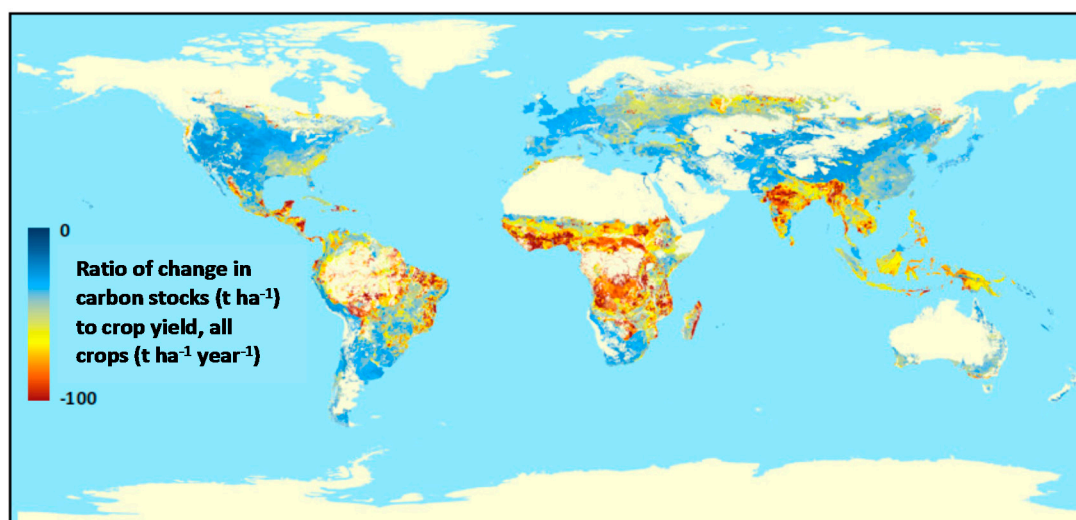 0
Ratio of change in
carbon stocks (t ha⁻¹)
to crop yield, all
crops (t ha⁻¹ year⁻¹)
-100